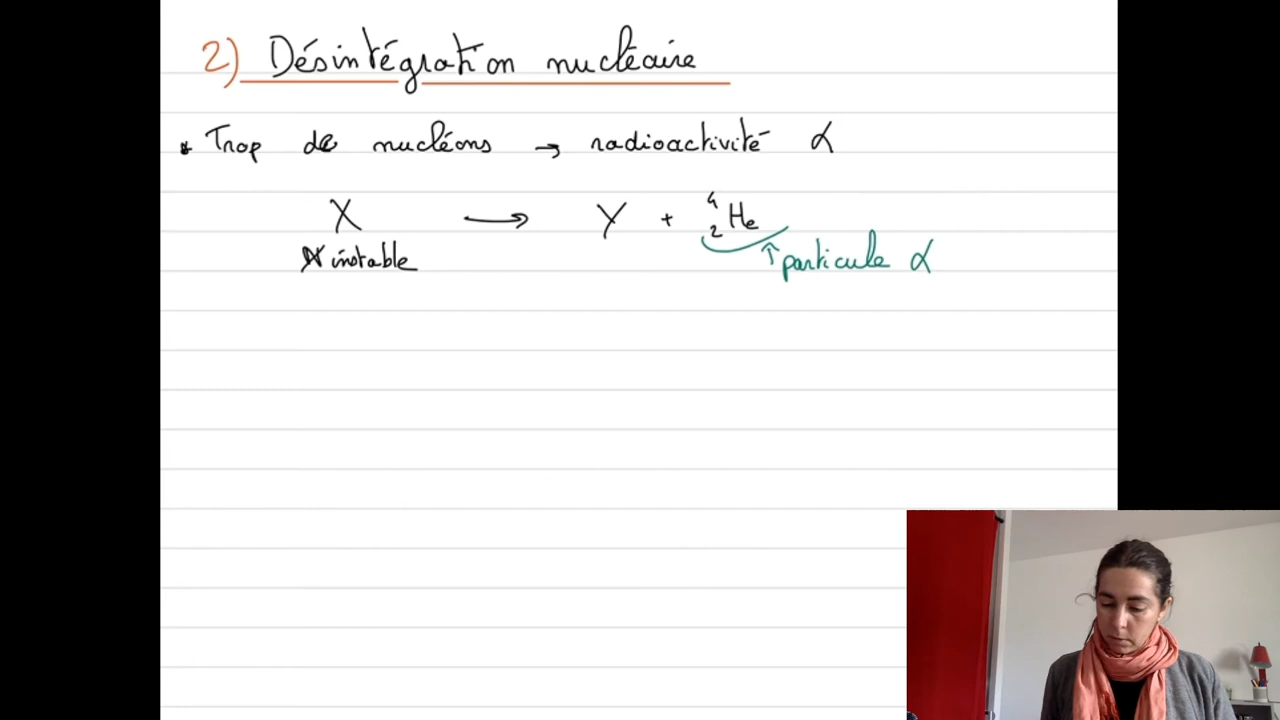 2) Désintégration nucléaire
* Trop de nucléons → radioactivité α
X → Y + ⁴₂He
instable ↑ particule α